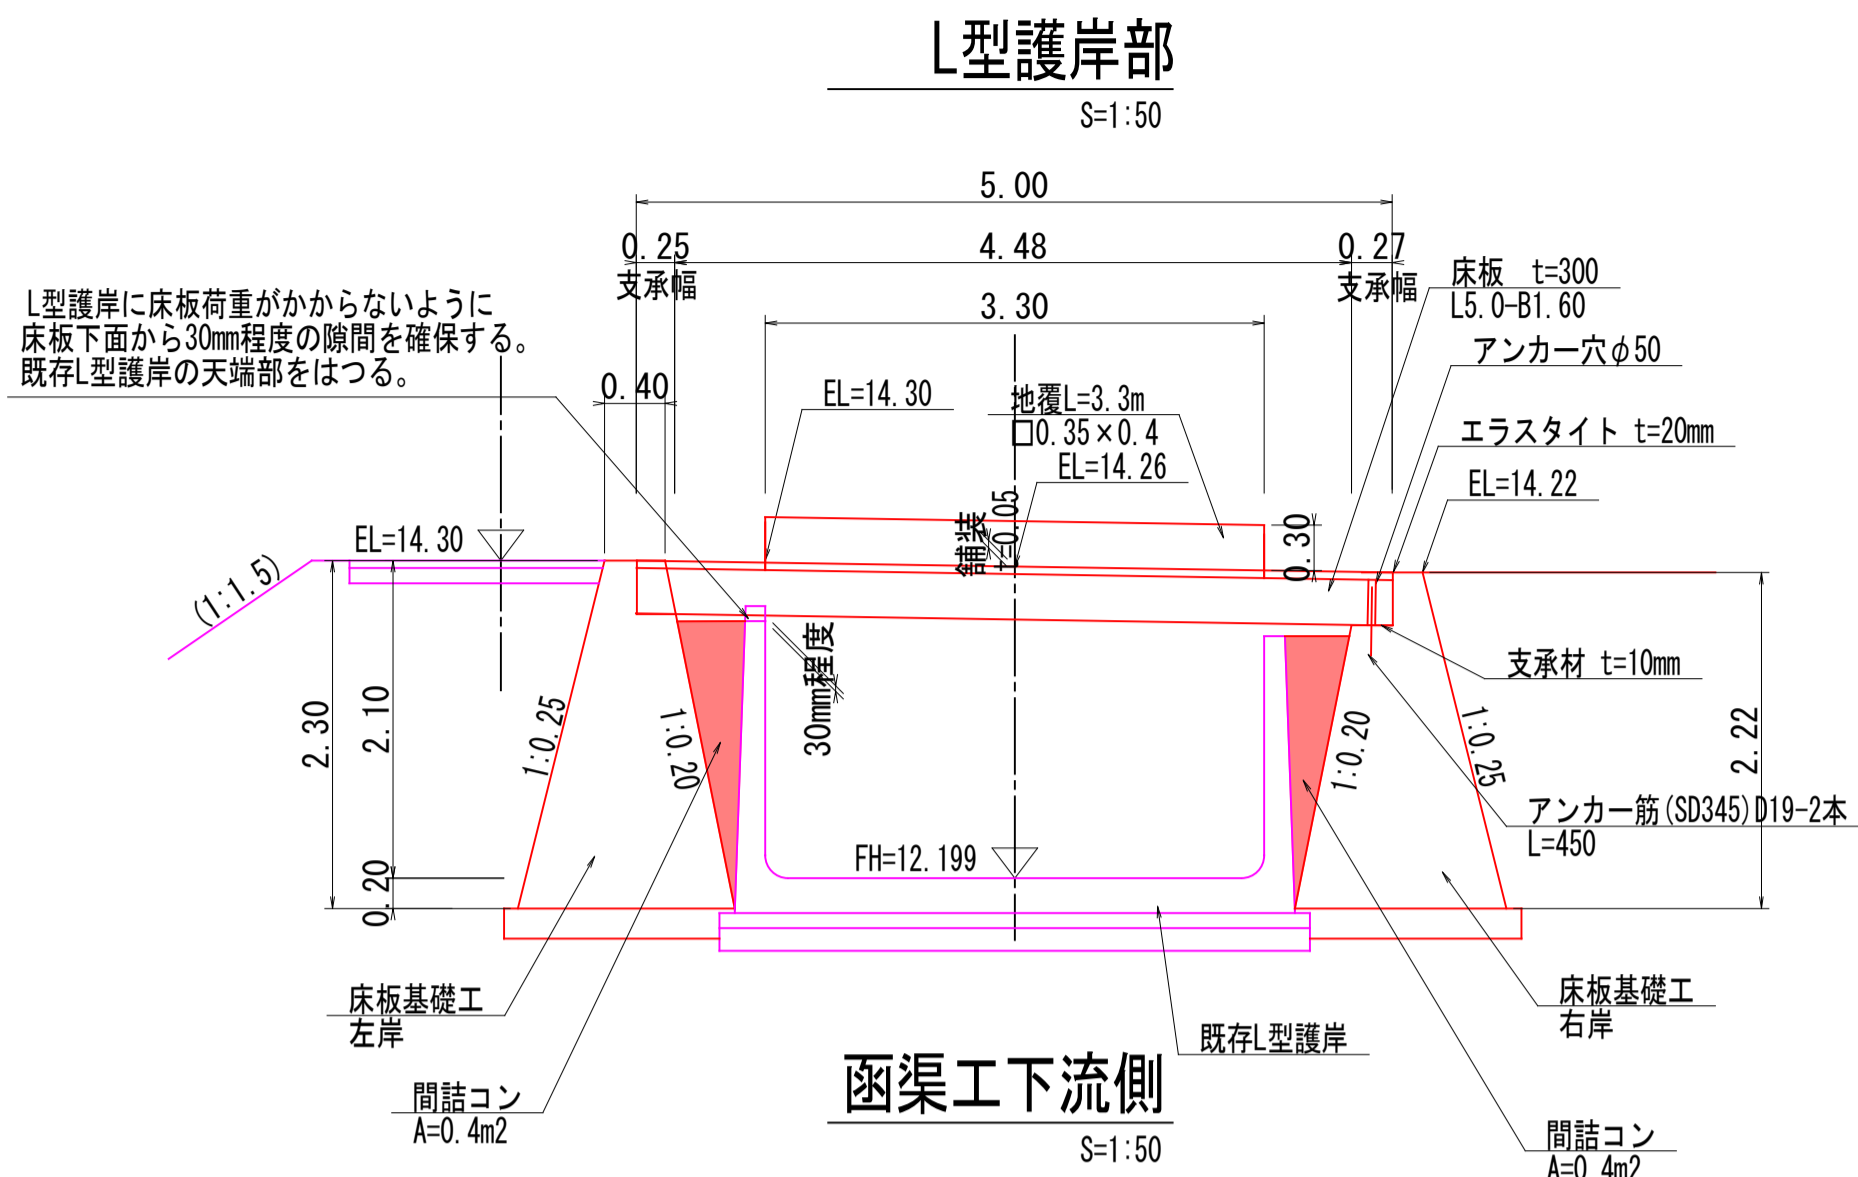 L型護岸部
S=1:50
5.00
0.25
支承幅
4.48
0.27
支承幅
3.30
床板 t=300
L5.0-B1.60
L型護岸に床板荷重がかからないように
床板下面から30mm程度の隙間を確保する。
既存L型護岸の天端部をはつる。
アンカー穴φ50
0.40
EL=14.30
地覆L=3.3m
□0.35×0.4
EL=14.26
エラスタイト t=20mm
EL=14.22
EL=14.30
舗装
t=0.05
0.30
(1:1.5)
30mm程度
支承材 t=10mm
2.30
2.10
1:0.25
1:0.20
1:0.20
1:0.25
2.22
アンカー筋(SD345)D19-2本
L=450
FH=12.199
0.20
床板基礎工
左岸
床板基礎工
右岸
既存L型護岸
間詰コン
A=0.4m2
函渠工下流側
S=1:50
間詰コン
A=0.4m2